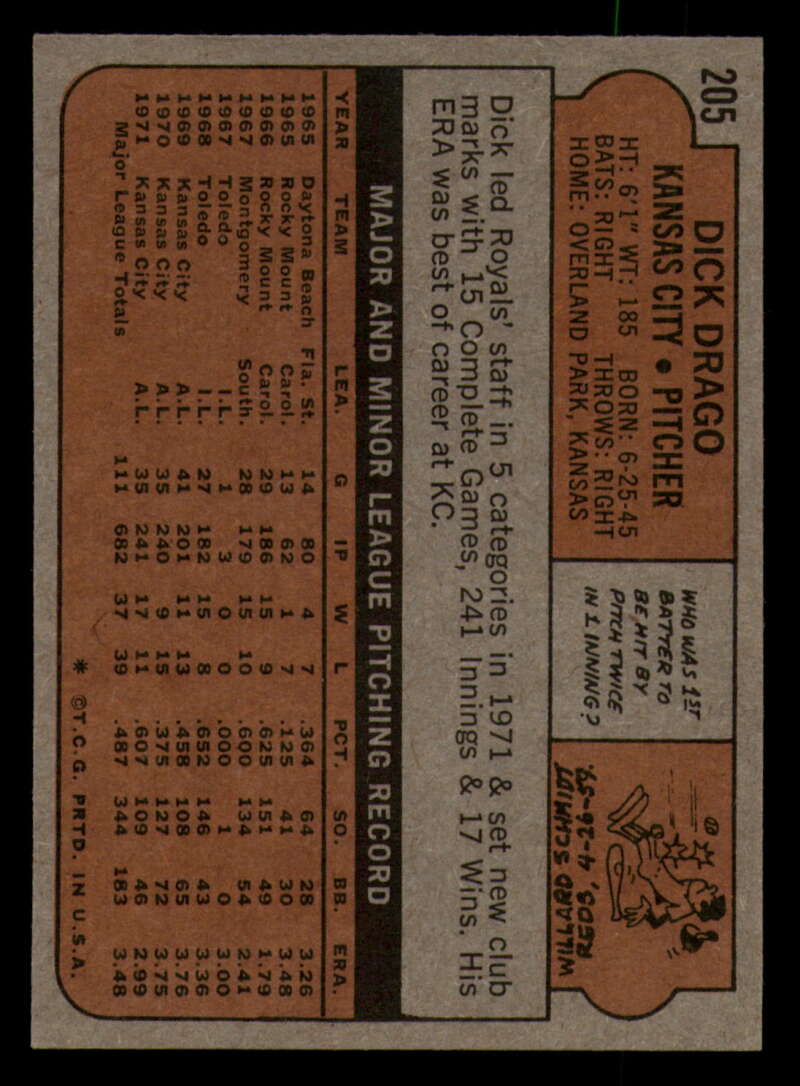 205
DICK DRAGO
KANSAS CITY • PITCHER
HT: 6'1" WT: 185 BORN: 6-25-45
BATS: RIGHT THROWS: RIGHT
HOME: OVERLAND PARK, KANSAS
WHO WAS 1ST
BATTER TO
BE HIT BY
PITCH TWICE
IN 1 INNING?
WILLARD SCHMIDT
REDS, 4-26-59.
Dick led Royals' staff in 5 categories in 1971 & set new club
marks with 15 Complete Games, 241 Innings & 17 Wins. His
ERA was best of career at KC.
MAJOR AND MINOR LEAGUE PITCHING RECORD
YEAR TEAM LEA. G IP W L PCT. SO. BB. ERA.
1965 Daytona Beach Fla. St. 14 80 4 7 .364 64 28 3.26
1965 Rocky Mount Carol. 13 62 1 7 .125 41 30 3.48
1966 Rocky Mount Carol. 29 186 15 9 .625 151 49 1.79
1967 Montgomery South. 28 179 15 10 .600 134 54 2.41
1967 Toledo I.L. 1 3 0 0 .000 1 0 3.00
1968 Toledo I.L. 27 182 15 8 .652 146 43 3.36
1969 Kansas City A.L. 41 201 11 13 .458 108 65 3.76
1970 Kansas City A.L. 35 240 9 15 .375 127 72 3.75
1971 Kansas City A.L. 35 241 17 11 .607 109 46 2.99
Major League Totals 111 682 37 39 .487 344 183 3.48
* ©T.C.G. PRTD. IN U.S.A.